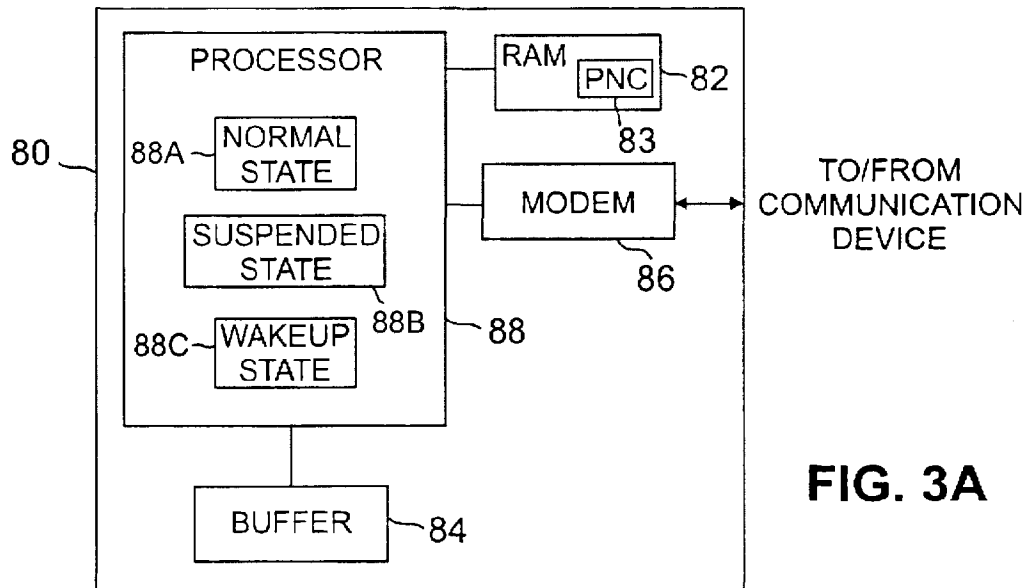 PROCESSOR
RAM
PNC
82
83
80
88A
NORMAL
STATE
MODEM
86
TO/FROM
COMMUNICATION
DEVICE
SUSPENDED
STATE
88B
88
88C
WAKEUP
STATE
BUFFER
84
FIG. 3A